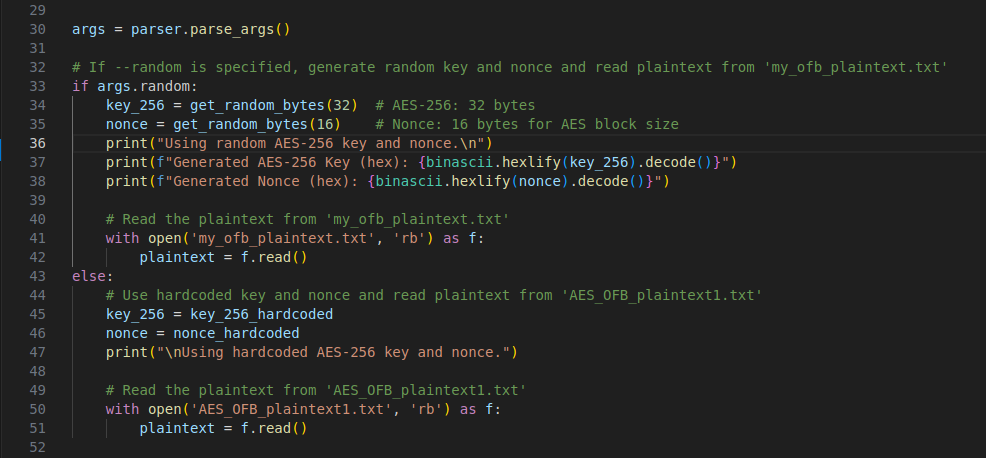 29
30 args = parser.parse_args()
31
32 # If --random is specified, generate random key and nonce and read plaintext from 'my_ofb_plaintext.txt'
33 if args.random:
34     key_256 = get_random_bytes(32)  # AES-256: 32 bytes
35     nonce = get_random_bytes(16)    # Nonce: 16 bytes for AES block size
36     print("Using random AES-256 key and nonce.\n")
37     print(f"Generated AES-256 Key (hex): {binascii.hexlify(key_256).decode()}")
38     print(f"Generated Nonce (hex): {binascii.hexlify(nonce).decode()}")
39
40     # Read the plaintext from 'my_ofb_plaintext.txt'
41     with open('my_ofb_plaintext.txt', 'rb') as f:
42         plaintext = f.read()
43 else:
44     # Use hardcoded key and nonce and read plaintext from 'AES_OFB_plaintext1.txt'
45     key_256 = key_256_hardcoded
46     nonce = nonce_hardcoded
47     print("\nUsing hardcoded AES-256 key and nonce.")
48
49     # Read the plaintext from 'AES_OFB_plaintext1.txt'
50     with open('AES_OFB_plaintext1.txt', 'rb') as f:
51         plaintext = f.read()
52